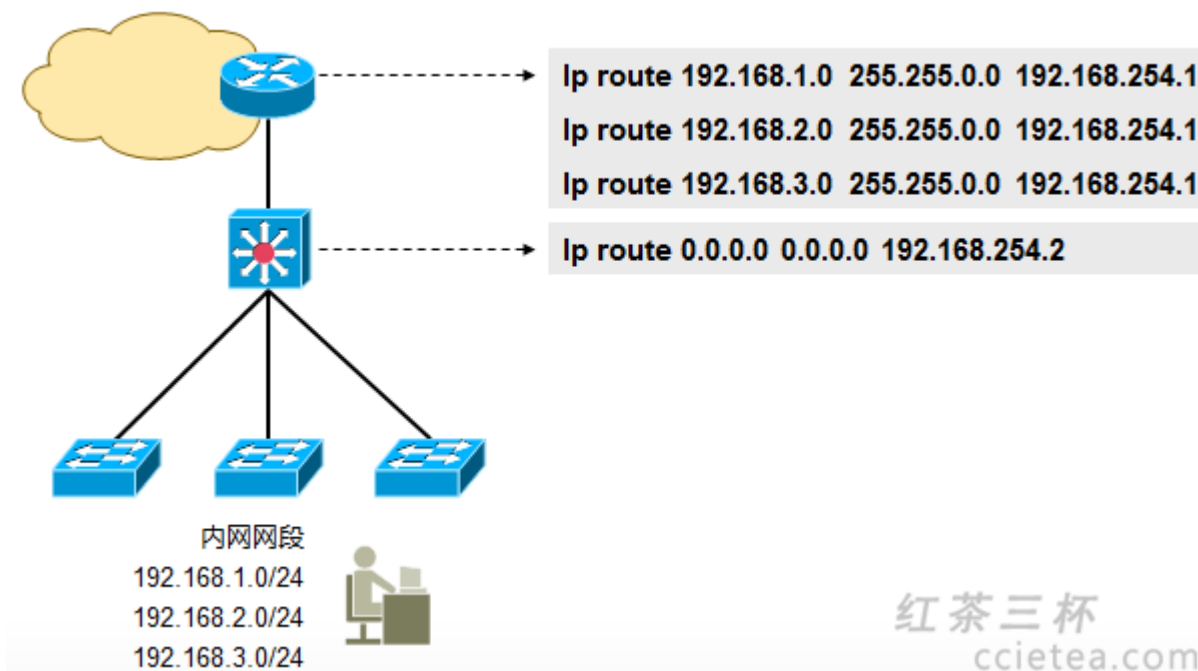 Ip route 192.168.1.0 255.255.0.0 192.168.254.1
Ip route 192.168.2.0 255.255.0.0 192.168.254.1
Ip route 192.168.3.0 255.255.0.0 192.168.254.1
Ip route 0.0.0.0 0.0.0.0 192.168.254.2
内网网段
192.168.1.0/24
192.168.2.0/24
192.168.3.0/24
红茶三杯
ccietea.com